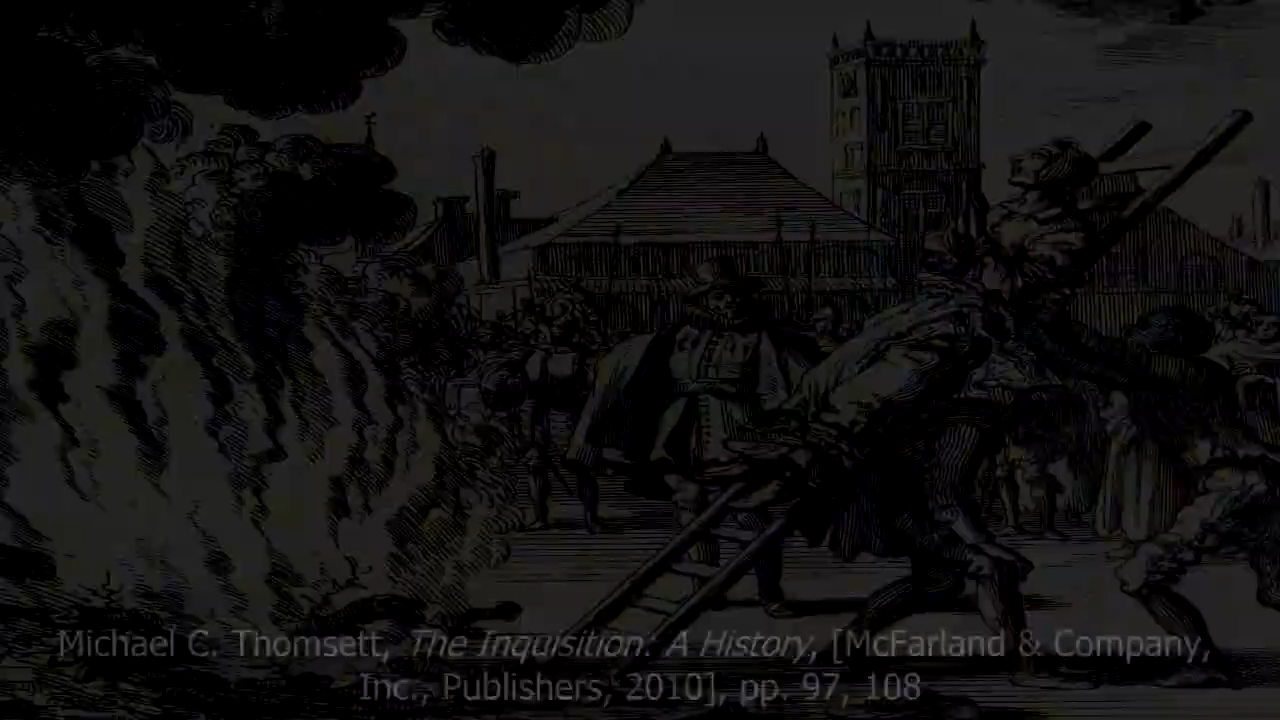 Michael C. Thomsett, The Inquisition: A History, [McFarland & Company,
Inc., Publishers, 2010], pp. 97, 108